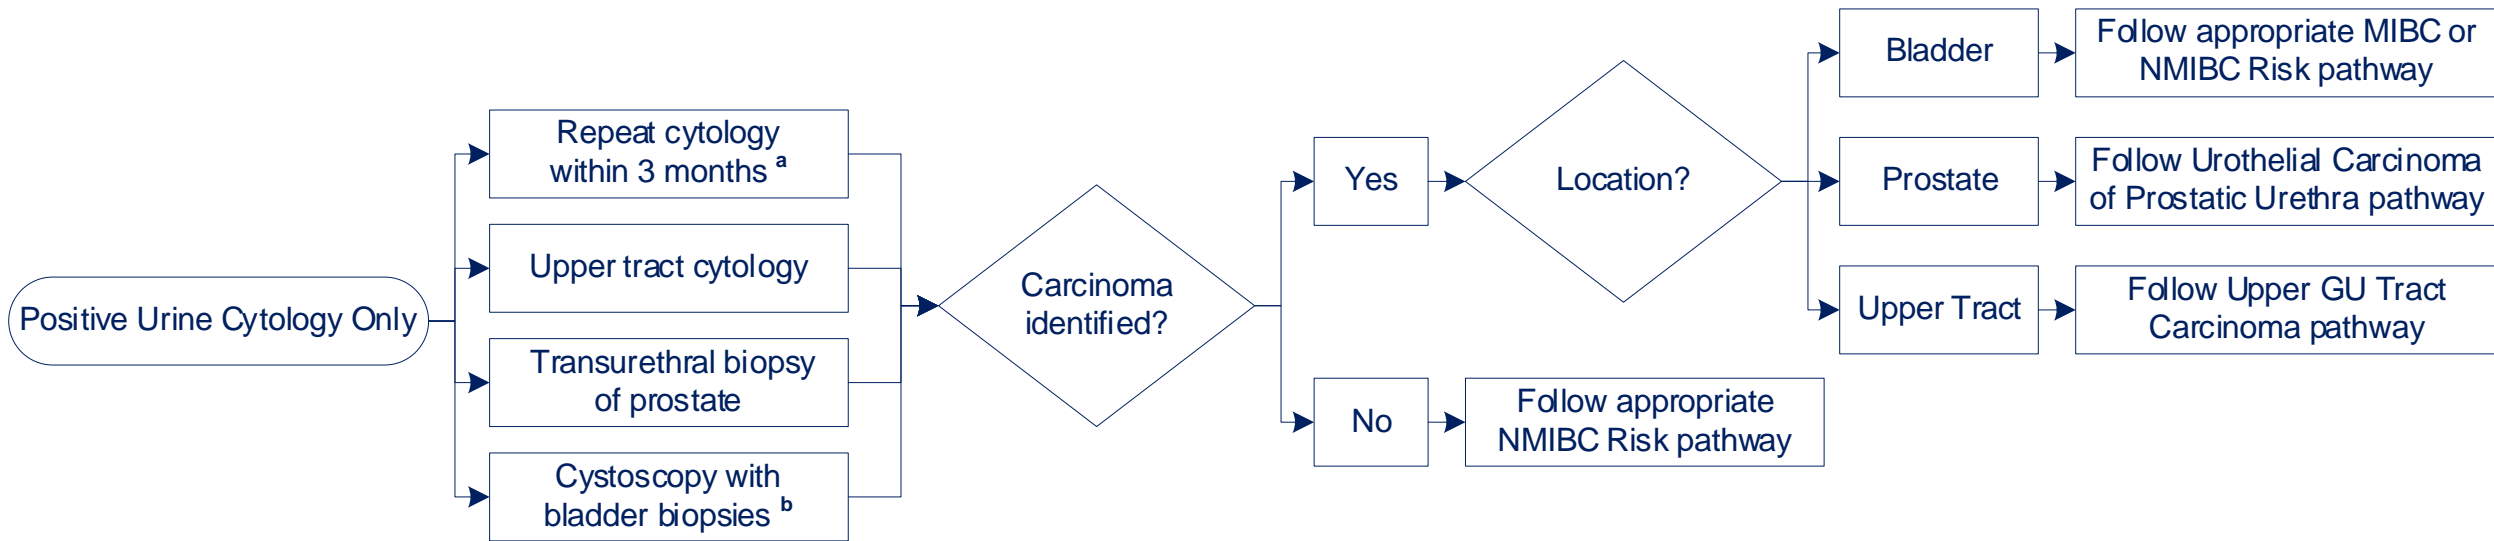 Positive Urine Cytology Only
Repeat cytology
within 3 months a
Upper tract cytology
Transurethral biopsy
of prostate
Cystoscopy with
bladder biopsies b
Carcinoma
identified?
Yes
No
Follow appropriate
NMIBC Risk pathway
Location?
Bladder
Follow appropriate MIBC or
NMIBC Risk pathway
Prostate
Follow Urothelial Carcinoma
of Prostatic Urethra pathway
Upper Tract
Follow Upper GU Tract
Carcinoma pathway